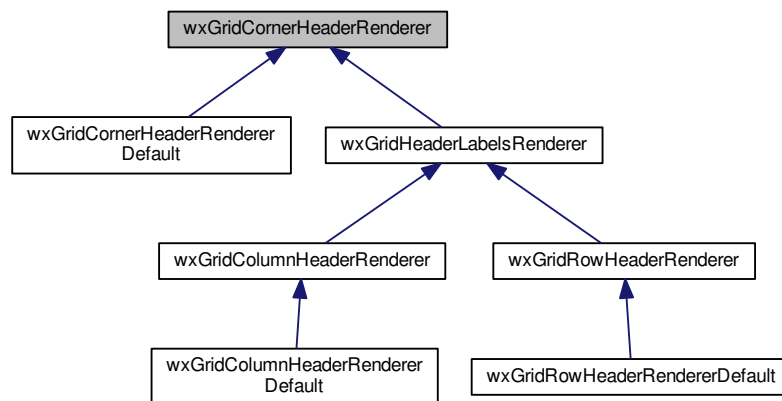 wxGridCornerHeaderRenderer
wxGridCornerHeaderRenderer
Default
wxGridHeaderLabelsRenderer
wxGridColumnHeaderRenderer
wxGridRowHeaderRenderer
wxGridColumnHeaderRenderer
Default
wxGridRowHeaderRendererDefault